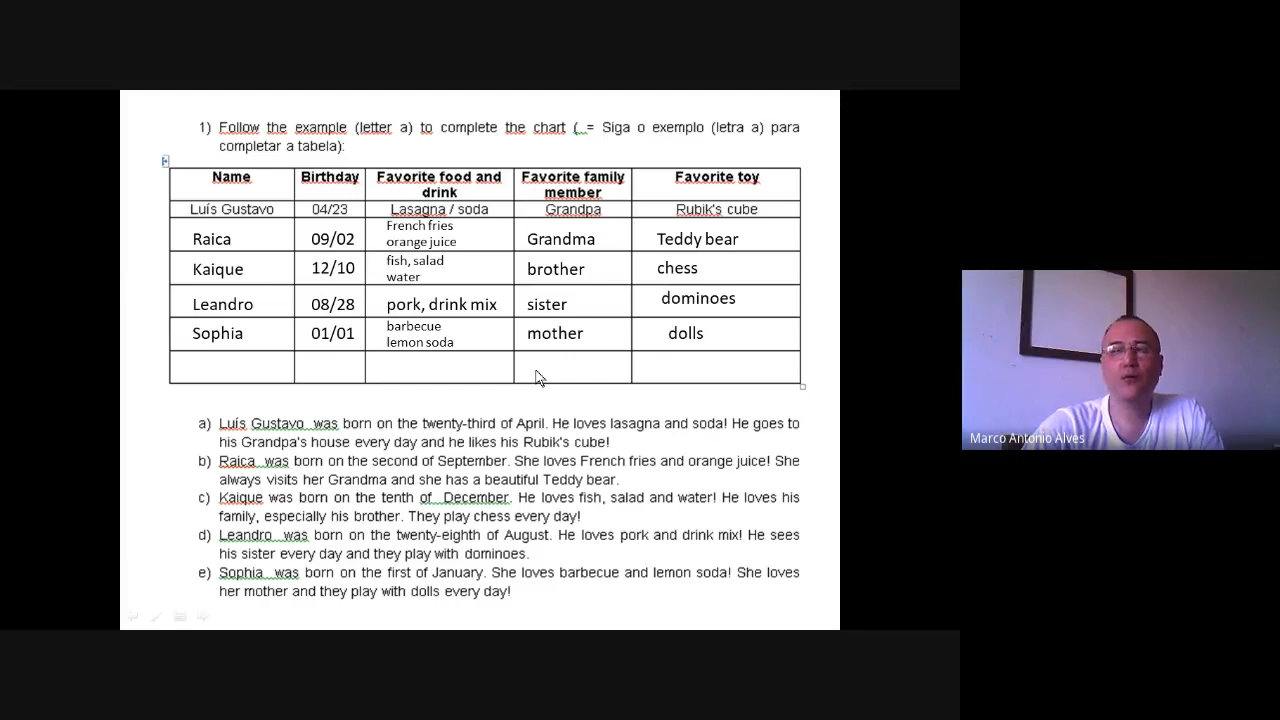 1) Follow the example (letter a) to complete the chart ( = Siga o exemplo (letra a) para
completar a tabela):
Name Birthday Favorite food and drink Favorite family member Favorite toy
Luís Gustavo 04/23 Lasagna / soda Grandpa Rubik's cube
Raica 09/02 French fries orange juice Grandma Teddy bear
Kaique 12/10 fish, salad water brother chess
Leandro 08/28 pork, drink mix sister dominoes
Sophia 01/01 barbecue lemon soda mother dolls
a) Luís Gustavo was born on the twenty-third of April. He loves lasagna and soda! He goes to
his Grandpa's house every day and he likes his Rubik's cube!
b) Raica was born on the second of September. She loves French fries and orange juice! She
always visits her Grandma and she has a beautiful Teddy bear.
c) Kaique was born on the tenth of December. He loves fish, salad and water! He loves his
family, especially his brother. They play chess every day!
d) Leandro was born on the twenty-eighth of August. He loves pork and drink mix! He sees
his sister every day and they play with dominoes.
e) Sophia was born on the first of January. She loves barbecue and lemon soda! She loves
her mother and they play with dolls every day!
Marco Antonio Alves